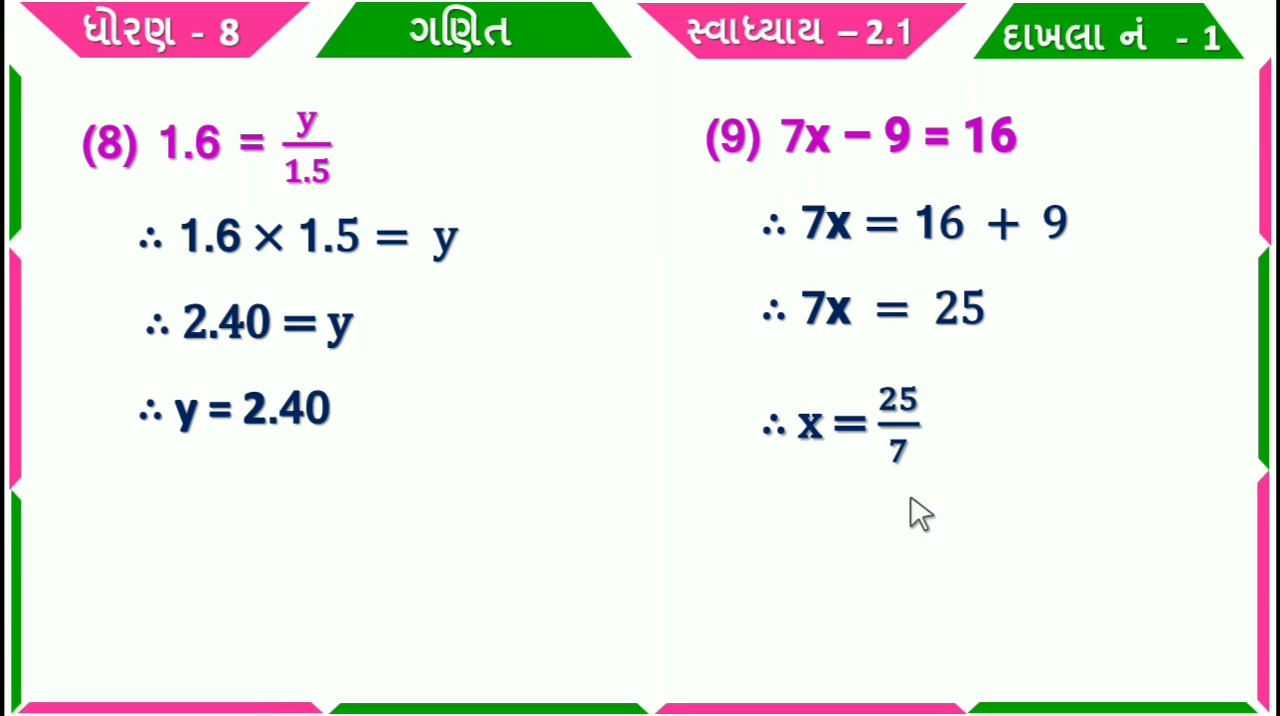 ધોરણ - 8
ગણિત
સ્વાધ્યાય – 2.1
દાખલા નં - 1
(8) 1.6 = y/1.5
∴ 1.6 × 1.5 = y
∴ 2.40 = y
∴ y = 2.40
(9) 7x – 9 = 16
∴ 7x = 16 + 9
∴ 7x = 25
∴ x = 25/7